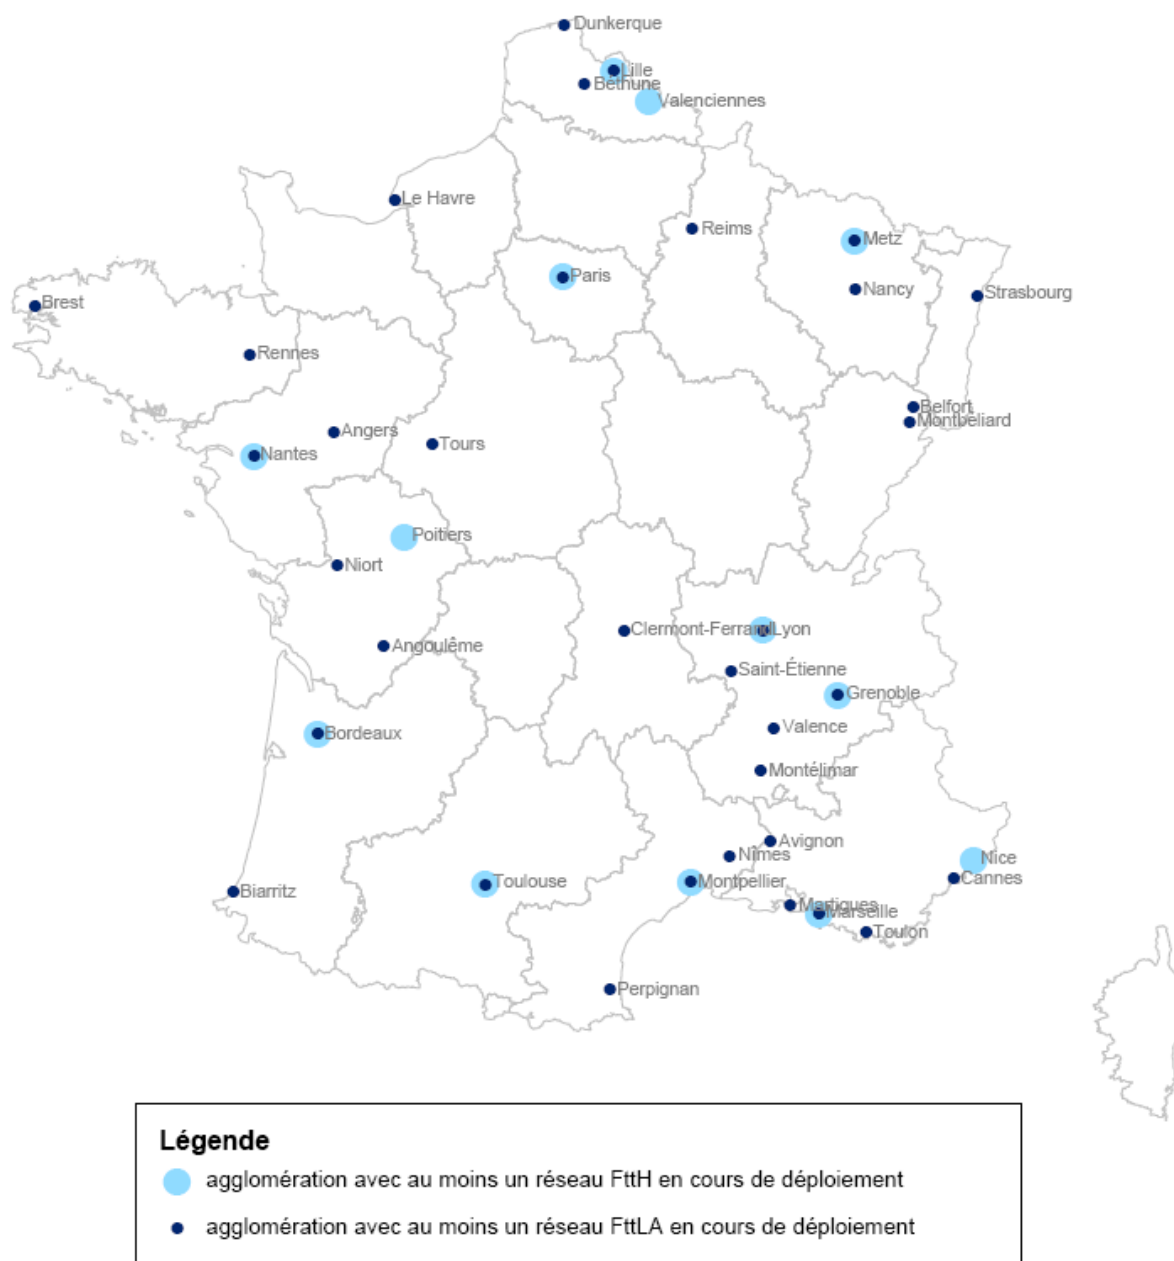 Dunkerque
Lille
Béthune
Valenciennes
Le Havre
Reims
Metz
Paris
Nancy
Strasbourg
Brest
Rennes
Belfort
Montbéliard
Angers
Tours
Nantes
Poitiers
Niort
Clermont-Ferrand
Lyon
Angoulême
Saint-Étienne
Grenoble
Valence
Bordeaux
Montélimar
Avignon
Nîmes
Nice
Cannes
Toulouse
Montpellier
Biarritz
Martigues
Marseille
Toulon
Perpignan
Légende
agglomération avec au moins un réseau FttH en cours de déploiement
agglomération avec au moins un réseau FttLA en cours de déploiement